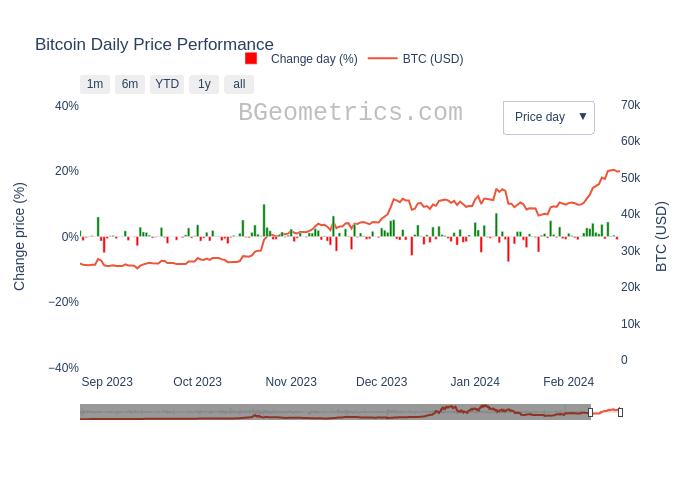 Bitcoin Daily Price Performance
Change day (%)
BTC (USD)
1m
6m
YTD
1y
all
BGeometrics.com
Price day ▼
40%
20%
0%
−20%
−40%
Change price (%)
70k
60k
50k
40k
30k
20k
10k
0
BTC (USD)
Sep 2023
Oct 2023
Nov 2023
Dec 2023
Jan 2024
Feb 2024